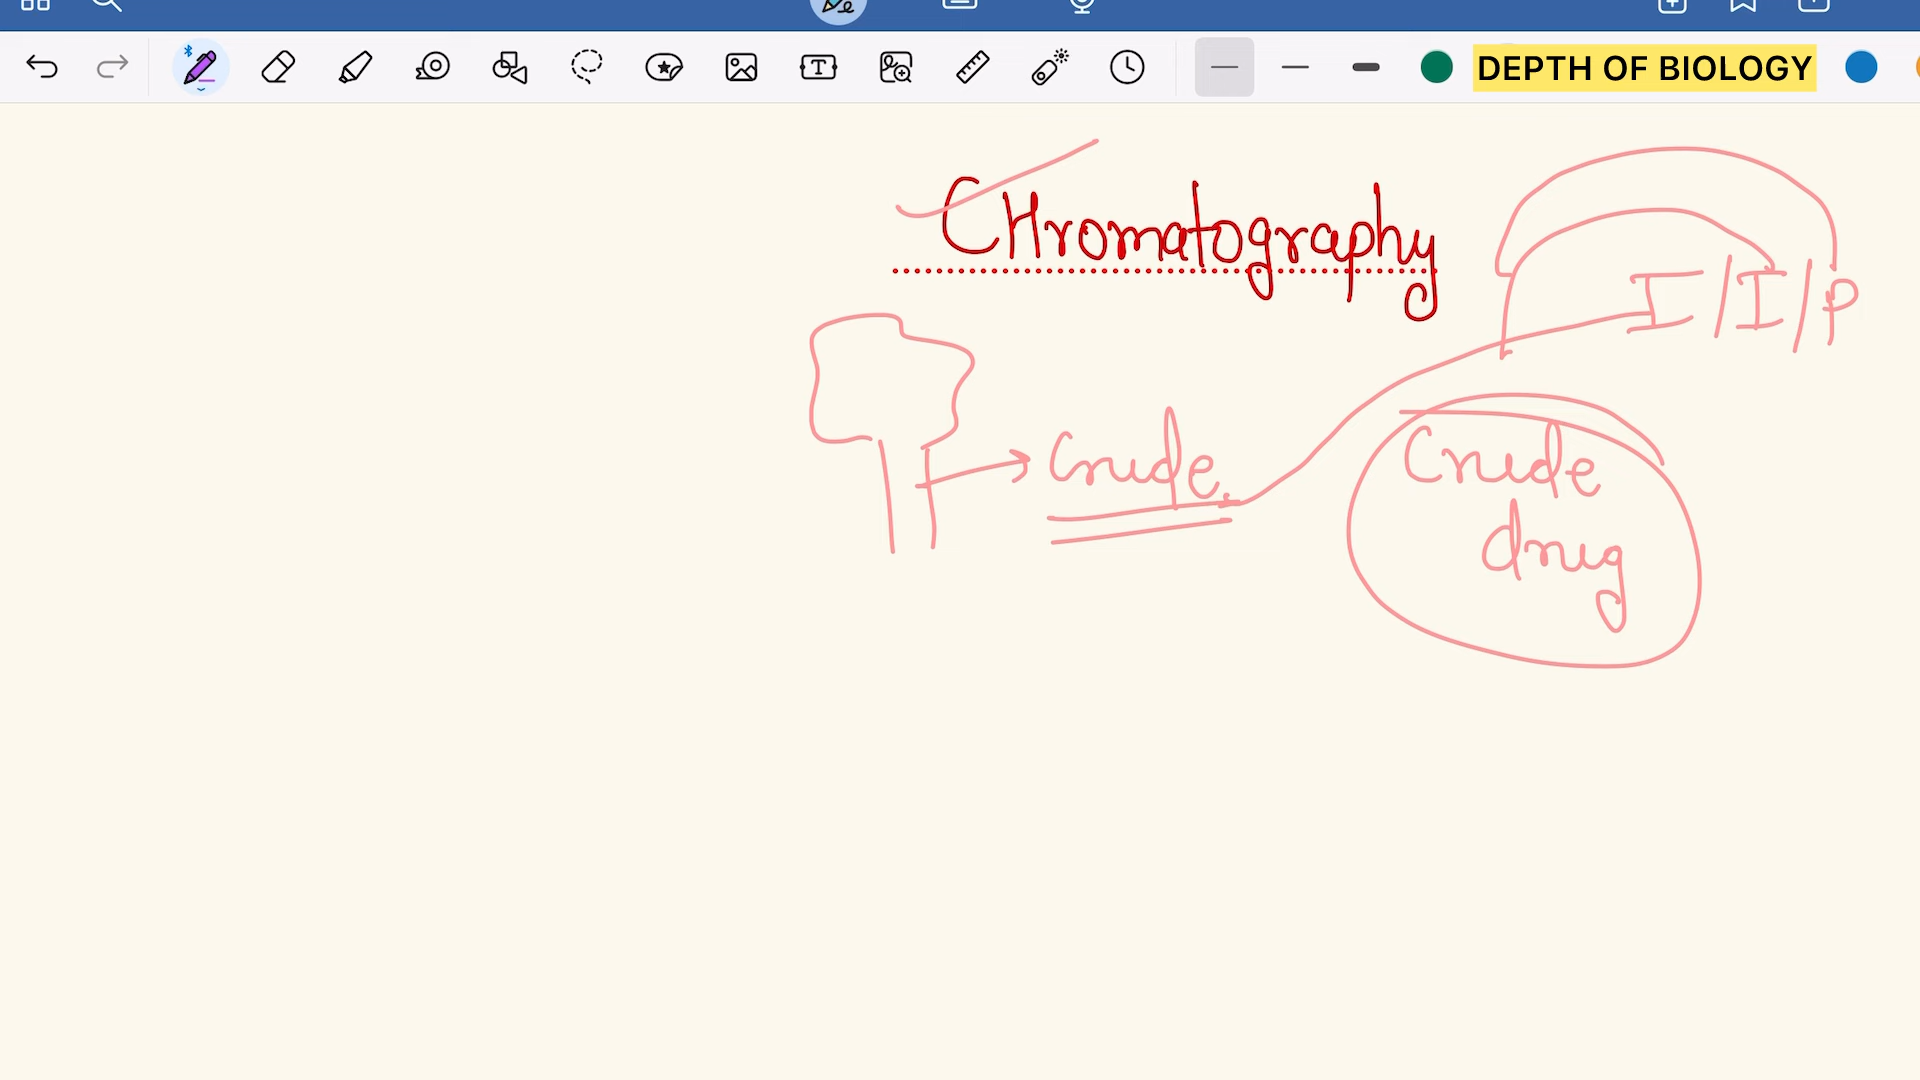 DEPTH OF BIOLOGY
CHromatography
I/I/P
Crude.
Crude
drug